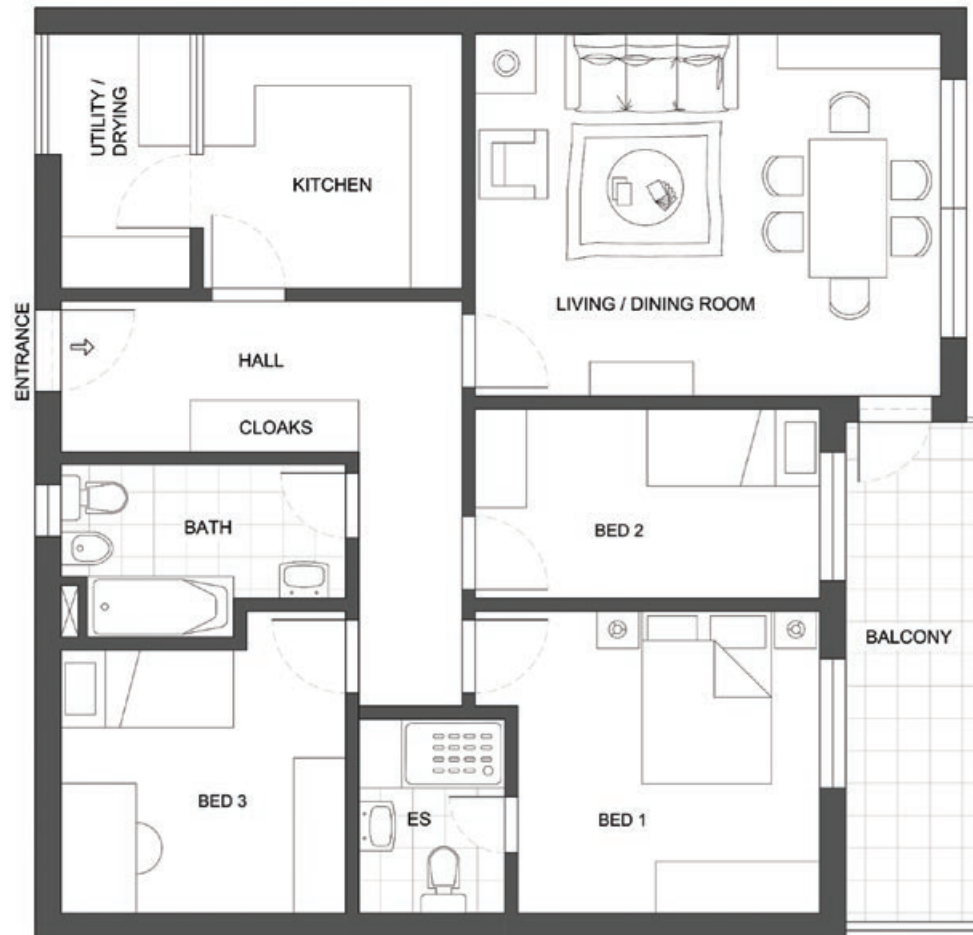 UTILITY /
DRYING
KITCHEN
LIVING / DINING ROOM
ENTRANCE
HALL
CLOAKS
BATH
BED 2
BALCONY
BED 3
ES
BED 1